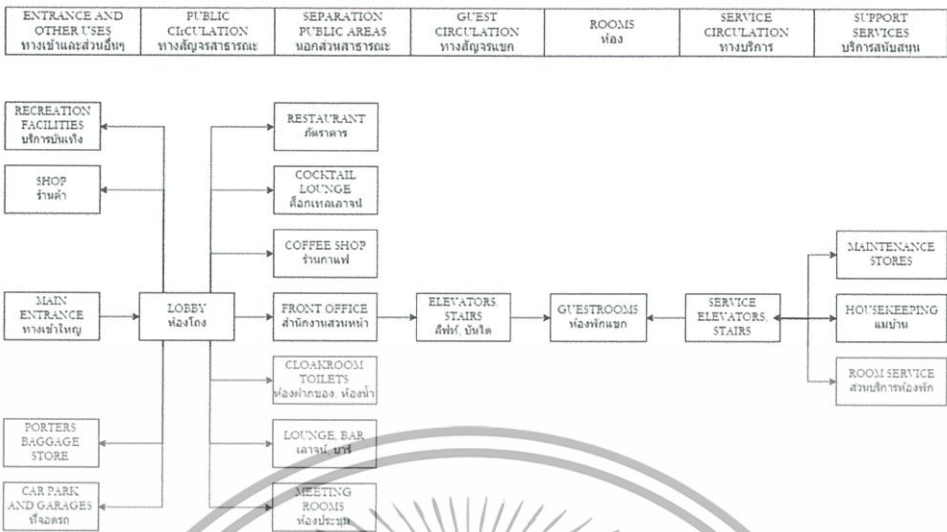 ENTRANCE AND
OTHER USES
ทางเข้าและส่วนอื่นๆ
PUBLIC
CIRCULATION
ทางสัญจรสาธารณะ
SEPARATION
PUBLIC AREAS
นอกส่วนสาธารณะ
GUEST
CIRCULATION
ทางสัญจรแขก
ROOMS
ห้อง
SERVICE
CIRCULATION
ทางบริการ
SUPPORT
SERVICES
บริการสนับสนุน
RECREATION
FACILITIES
บริการบันเทิง
RESTAURANT
ภัตราคาร
SHOP
ร้านค้า
COCKTAIL
LOUNGE
ค็อกเทลเลาจน์
COFFEE SHOP
ร้านกาแฟ
MAINTENANCE
STORES
MAIN
ENTRANCE
ทางเข้าใหญ่
LOBBY
ห้องโถง
FRONT OFFICE
สำนักงานสวนหน้า
ELEVATORS,
STAIRS
ลิฟท์, บันได
GUESTROOMS
ห้องพักแขก
SERVICE
ELEVATORS,
STAIRS
HOUSEKEEPING
แม่บ้าน
CLOAKROOM
TOILETS
ห้องฝากของ, ห้องน้ำ
ROOM SERVICE
สวนบริการห้องพัก
PORTERS
BAGGAGE
STORE
LOUNGE, BAR
เลาจน์, บาร์
CAR PARK
AND GARAGES
ที่จอดรถ
MEETING
ROOMS
ห้องประชุม